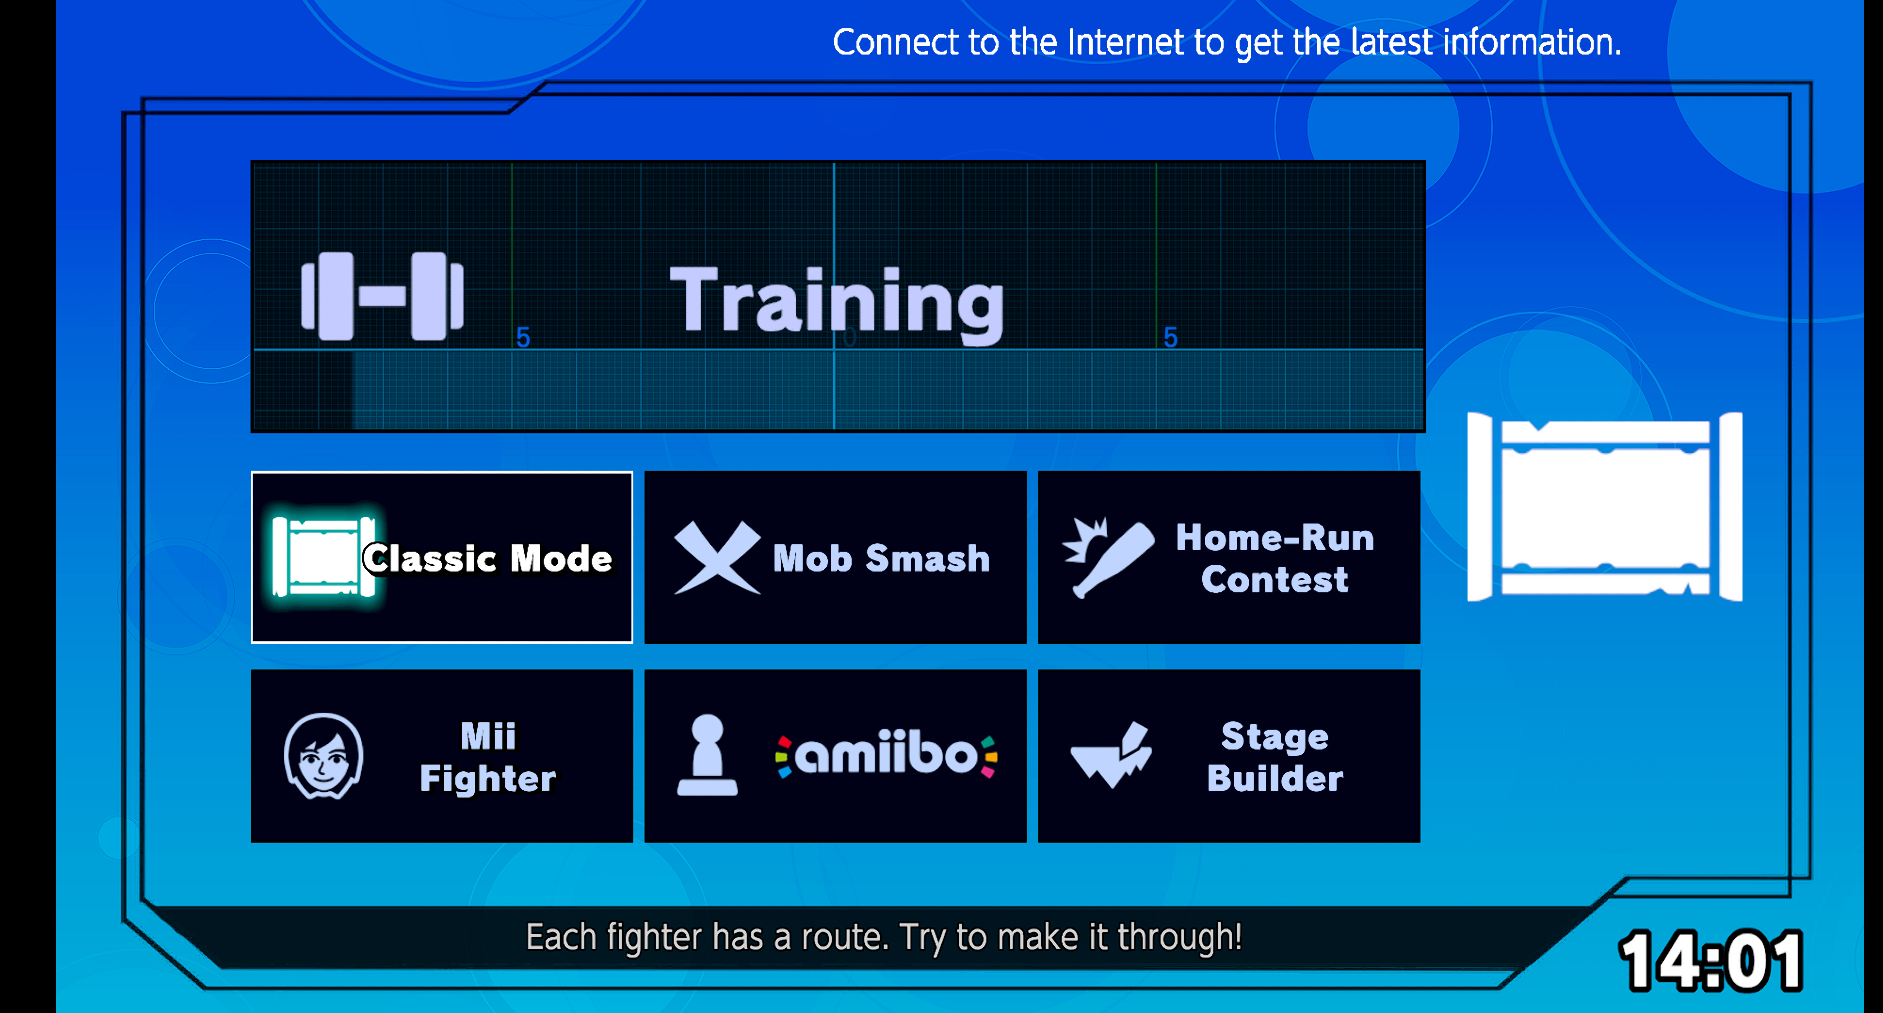 Connect to the Internet to get the latest information.
Training
5 0 5
Classic Mode
Mob Smash
Home-Run
Contest
Mii
Fighter
amiibo
Stage
Builder
Each fighter has a route. Try to make it through!
14:01